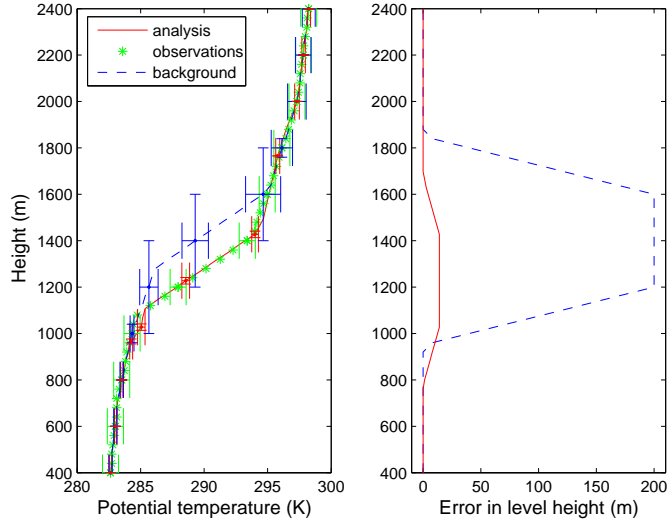 2400
2200
2000
1800
1600
1400
1200
1000
800
600
400
Height (m)
analysis
observations
background
280 285 290 295 300
Potential temperature (K)
2400
2200
2000
1800
1600
1400
1200
1000
800
600
400
0 50 100 150 200
Error in level height (m)